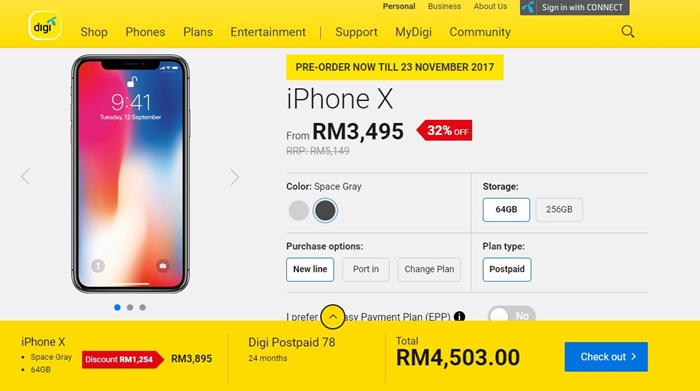 Personal Business About Us Sign in with CONNECT
digi Shop Phones Plans Entertainment | Support MyDigi Community
PRE-ORDER NOW TILL 23 NOVEMBER 2017
iPhone X
From RM3,495 32% OFF
RRP: RM5,149
9:41
Tuesday, 12 September
Color: Space Gray
Storage:
64GB 256GB
Purchase options:
New line Port in Change Plan
Plan type:
Postpaid
I prefer Easy Payment Plan (EPP) No
iPhone X
• Space Gray
• 64GB
Discount RM1,254 RM3,895
Digi Postpaid 78
24 months
Total
RM4,503.00
Check out